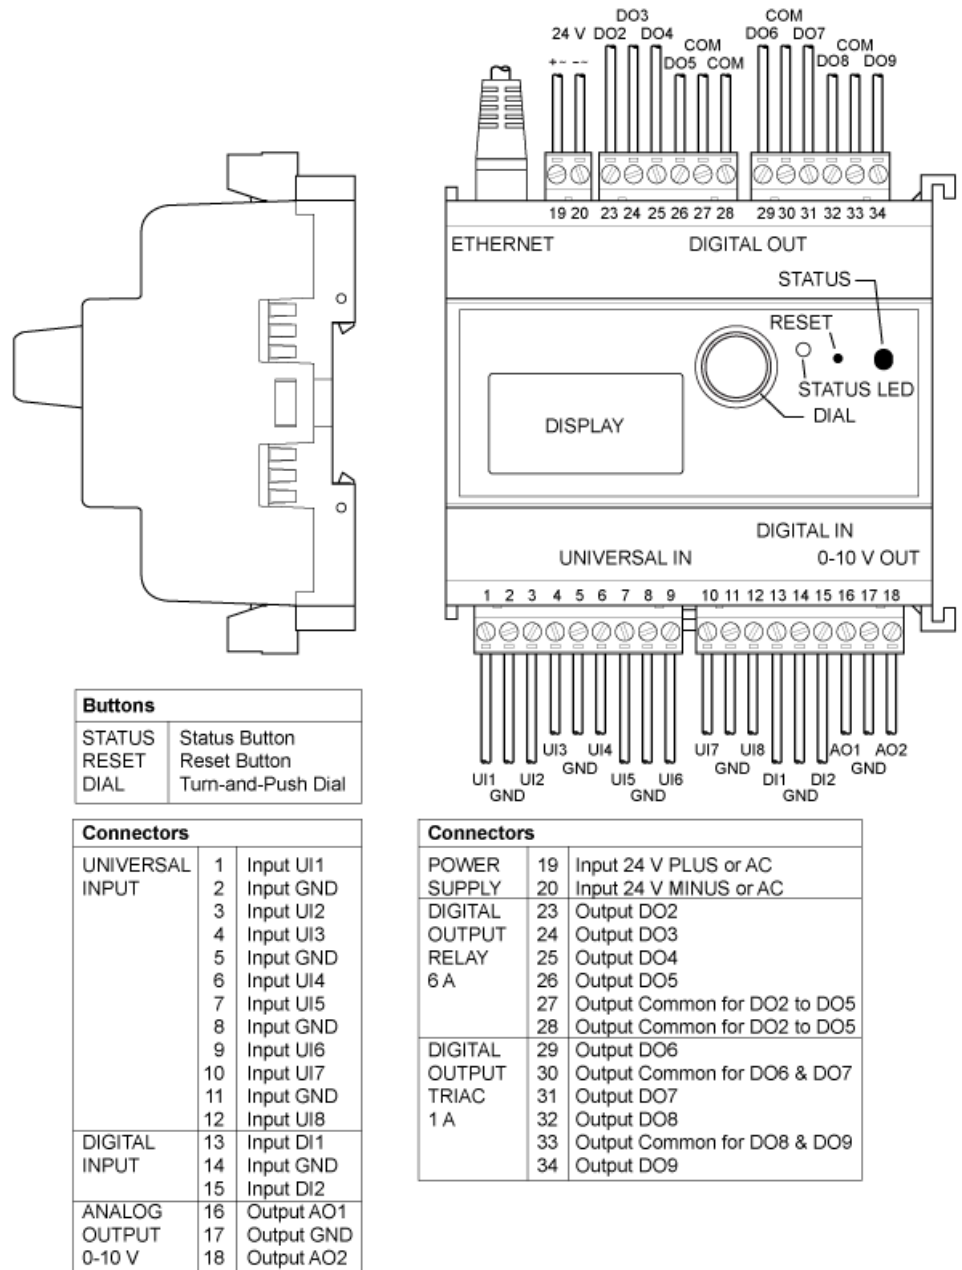 DO3
24 V DO2 DO4
COM
DO5 COM
+~ -~
COM
DO6 DO7
COM
DO8 DO9
19 20 23 24 25 26 27 28 29 30 31 32 33 34
ETHERNET DIGITAL OUT
STATUS
RESET
STATUS LED
DIAL
DISPLAY
DIGITAL IN
UNIVERSAL IN 0-10 V OUT
1 2 3 4 5 6 7 8 9 10 11 12 13 14 15 16 17 18
UI3 UI4 UI7 UI8 AO1 AO2
GND GND GND
UI1 UI2 UI5 UI6 DI1 DI2
GND GND GND
Buttons
STATUS Status Button
RESET Reset Button
DIAL Turn-and-Push Dial
Connectors
UNIVERSAL 1 Input UI1
INPUT 2 Input GND
3 Input UI2
4 Input UI3
5 Input GND
6 Input UI4
7 Input UI5
8 Input GND
9 Input UI6
10 Input UI7
11 Input GND
12 Input UI8
DIGITAL 13 Input DI1
INPUT 14 Input GND
15 Input DI2
ANALOG 16 Output AO1
OUTPUT 17 Output GND
0-10 V 18 Output AO2
Connectors
POWER 19 Input 24 V PLUS or AC
SUPPLY 20 Input 24 V MINUS or AC
DIGITAL 23 Output DO2
OUTPUT 24 Output DO3
RELAY 25 Output DO4
6 A 26 Output DO5
27 Output Common for DO2 to DO5
28 Output Common for DO2 to DO5
DIGITAL 29 Output DO6
OUTPUT 30 Output Common for DO6 & DO7
TRIAC 31 Output DO7
1 A 32 Output DO8
33 Output Common for DO8 & DO9
34 Output DO9